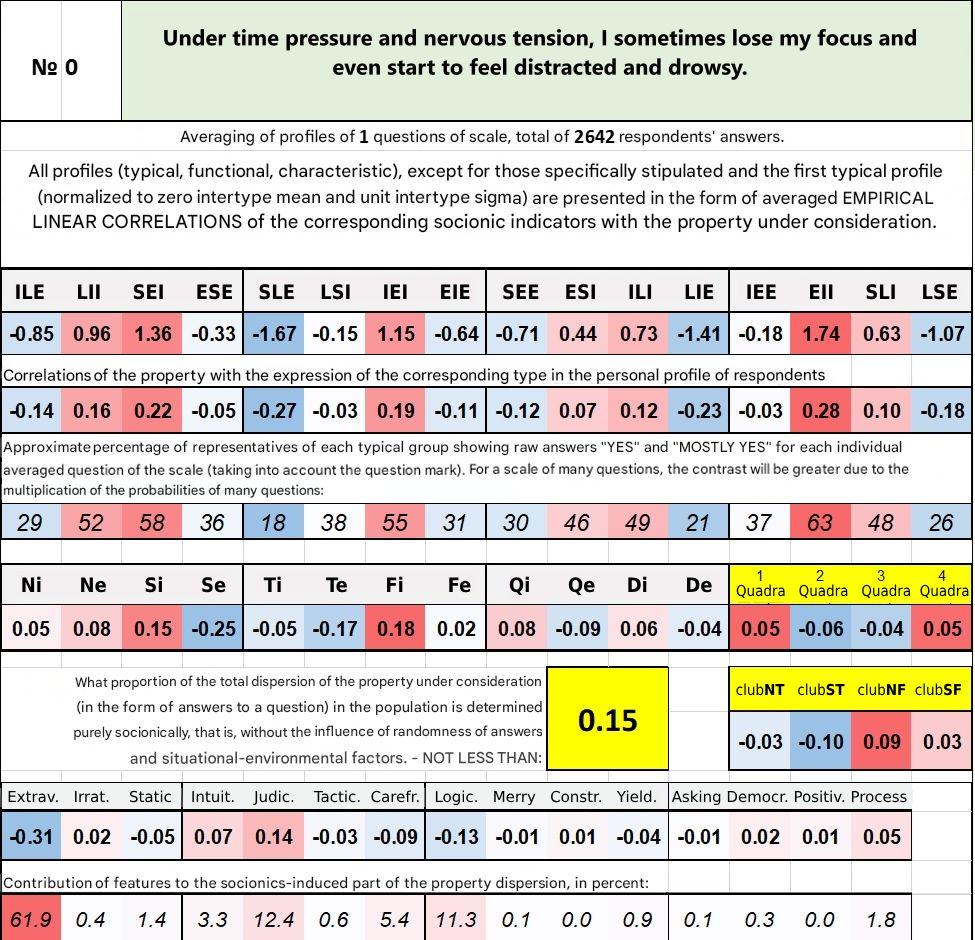 № 0
Under time pressure and nervous tension, I sometimes lose my focus and
even start to feel distracted and drowsy.
Averaging of profiles of 1 questions of scale, total of 2642 respondents' answers.
All profiles (typical, functional, characteristic), except for those specifically stipulated and the first typical profile
(normalized to zero intertype mean and unit intertype sigma) are presented in the form of averaged EMPIRICAL
LINEAR CORRELATIONS of the corresponding socionic indicators with the property under consideration.
ILE LII SEI ESE SLE LSI IEI EIE SEE ESI ILI LIE IEE EII SLI LSE
-0.85 0.96 1.36 -0.33 -1.67 -0.15 1.15 -0.64 -0.71 0.44 0.73 -1.41 -0.18 1.74 0.63 -1.07
Correlations of the property with the expression of the corresponding type in the personal profile of respondents
-0.14 0.16 0.22 -0.05 -0.27 -0.03 0.19 -0.11 -0.12 0.07 0.12 -0.23 -0.03 0.28 0.10 -0.18
Approximate percentage of representatives of each typical group showing raw answers "YES" and "MOSTLY YES" for each individual
averaged question of the scale (taking into account the question mark). For a scale of many questions, the contrast will be greater due to the
multiplication of the probabilities of many questions:
29 52 58 36 18 38 55 31 30 46 49 21 37 63 48 26
Ni Ne Si Se Ti Te Fi Fe Qi Qe Di De 1 Quadra 2 Quadra 3 Quadra 4 Quadra
0.05 0.08 0.15 -0.25 -0.05 -0.17 0.18 0.02 0.08 -0.09 0.06 -0.04 0.05 -0.06 -0.04 0.05
What proportion of the total dispersion of the property under consideration
(in the form of answers to a question) in the population is determined
purely socionically, that is, without the influence of randomness of answers
and situational-environmental factors. - NOT LESS THAN:
0.15
clubNT clubST clubNF clubSF
-0.03 -0.10 0.09 0.03
Extrav. Irrat. Static Intuit. Judic. Tactic. Carefr. Logic. Merry Constr. Yield. Asking Democr. Positiv. Process
-0.31 0.02 -0.05 0.07 0.14 -0.03 -0.09 -0.13 -0.01 0.01 -0.04 -0.01 0.02 0.01 0.05
Contribution of features to the socionics-induced part of the property dispersion, in percent:
61.9 0.4 1.4 3.3 12.4 0.6 5.4 11.3 0.1 0.0 0.9 0.1 0.3 0.0 1.8